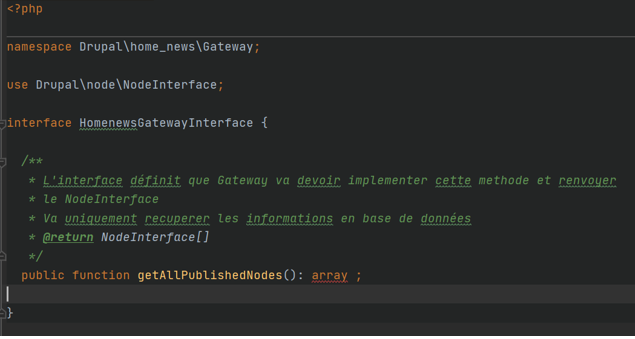 <?php
namespace Drupal\home_news\Gateway;
use Drupal\node\NodeInterface;
interface HomenewsGatewayInterface {
/**
* L'interface définit que Gateway va devoir implementer cette methode et renvoyer
* le NodeInterface
* Va uniquement recuperer les informations en base de données
* @return NodeInterface[]
*/
public function getAllPublishedNodes(): array ;
}